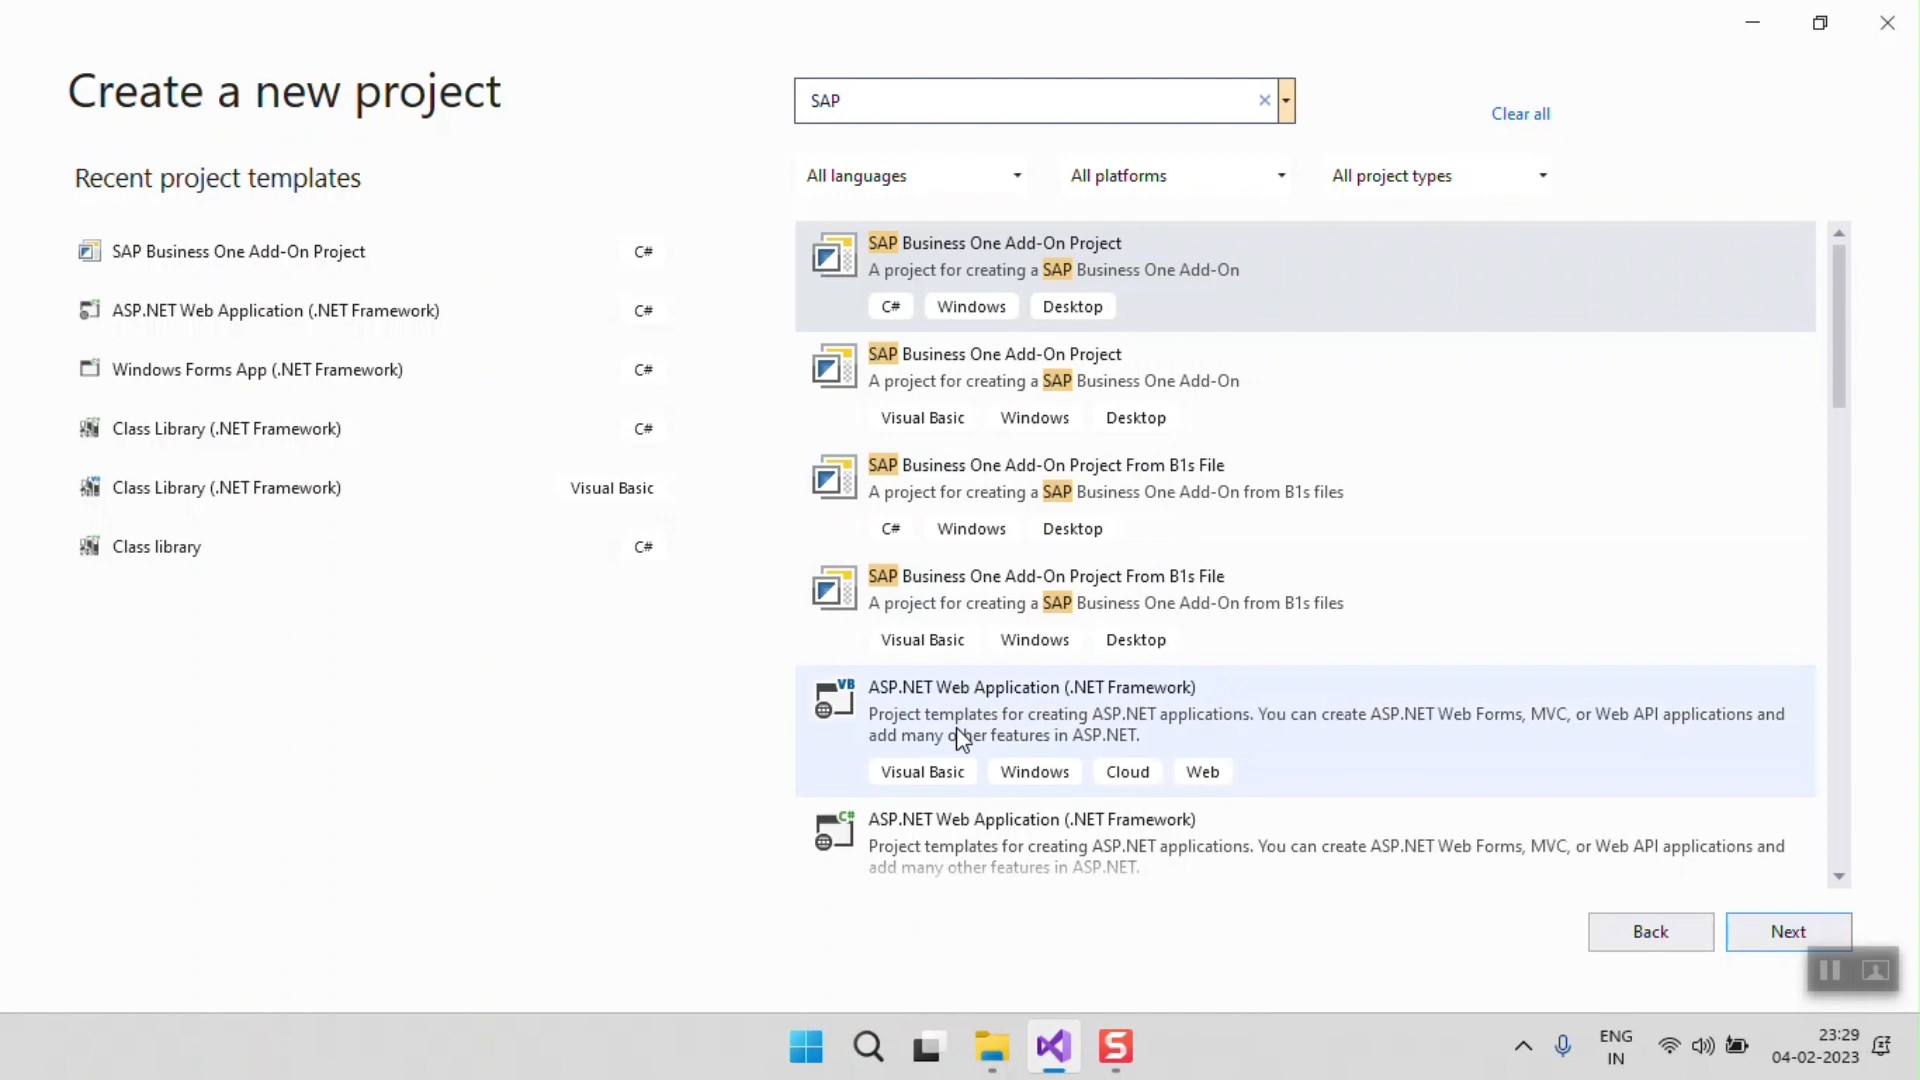 Create a new project
SAP
Clear all
All languages
All platforms
All project types
Recent project templates
SAP Business One Add-On Project
C#
ASP.NET Web Application (.NET Framework)
C#
Windows Forms App (.NET Framework)
C#
Class Library (.NET Framework)
C#
Class Library (.NET Framework)
Visual Basic
Class library
C#
SAP Business One Add-On Project
A project for creating a SAP Business One Add-On
C# Windows Desktop
SAP Business One Add-On Project
A project for creating a SAP Business One Add-On
Visual Basic Windows Desktop
SAP Business One Add-On Project From B1s File
A project for creating a SAP Business One Add-On from B1s files
C# Windows Desktop
SAP Business One Add-On Project From B1s File
A project for creating a SAP Business One Add-On from B1s files
Visual Basic Windows Desktop
VB
ASP.NET Web Application (.NET Framework)
Project templates for creating ASP.NET applications. You can create ASP.NET Web Forms, MVC, or Web API applications and
add many other features in ASP.NET.
Visual Basic Windows Cloud Web
C#
ASP.NET Web Application (.NET Framework)
Project templates for creating ASP.NET applications. You can create ASP.NET Web Forms, MVC, or Web API applications and
add many other features in ASP.NET.
Back
Next
S
ENG
IN
23:29
04-02-2023